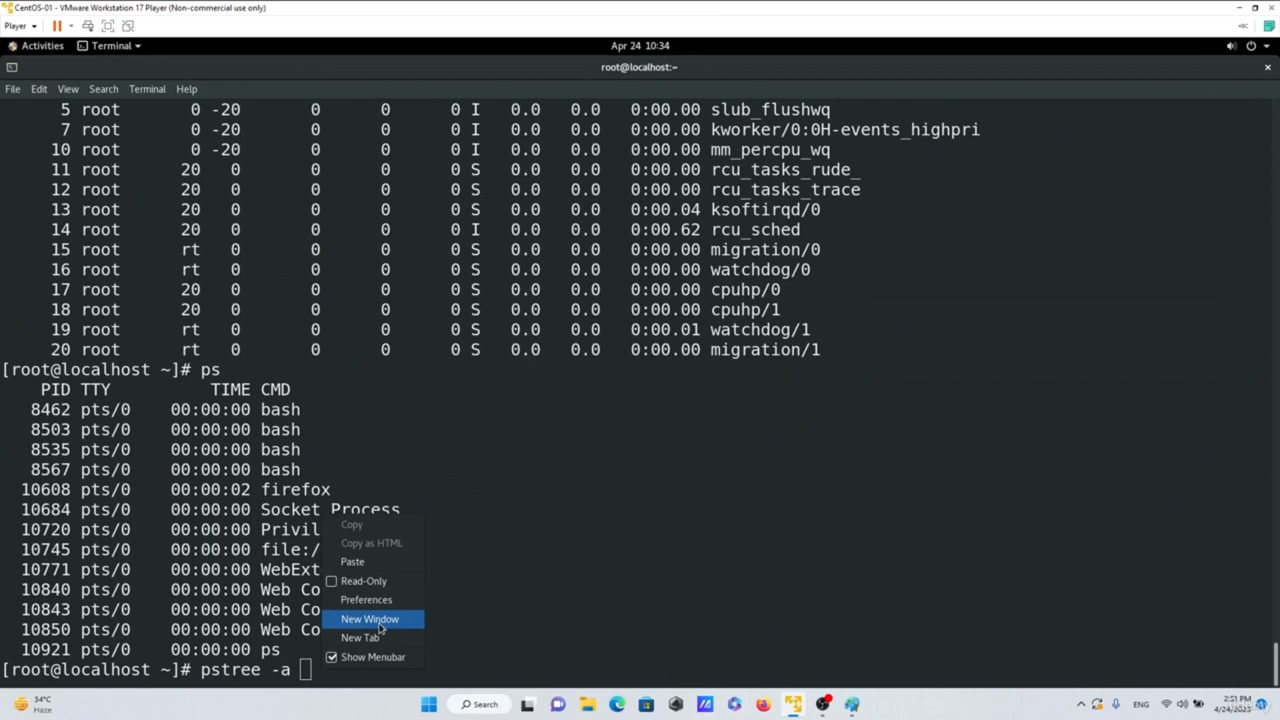 CentOS-01 - VMware Workstation 17 Player (Non-commercial use only)
Player
Activities Terminal Apr 24 10:34
root@localhost:~
File Edit View Search Terminal Help
5 root 0 -20 0 0 0 I 0.0 0.0 0:00.00 slub_flushwq
7 root 0 -20 0 0 0 I 0.0 0.0 0:00.00 kworker/0:0H-events_highpri
10 root 0 -20 0 0 0 I 0.0 0.0 0:00.00 mm_percpu_wq
11 root 20 0 0 0 0 S 0.0 0.0 0:00.00 rcu_tasks_rude_
12 root 20 0 0 0 0 S 0.0 0.0 0:00.00 rcu_tasks_trace
13 root 20 0 0 0 0 S 0.0 0.0 0:00.04 ksoftirqd/0
14 root 20 0 0 0 0 I 0.0 0.0 0:00.62 rcu_sched
15 root rt 0 0 0 0 S 0.0 0.0 0:00.00 migration/0
16 root rt 0 0 0 0 S 0.0 0.0 0:00.00 watchdog/0
17 root 20 0 0 0 0 S 0.0 0.0 0:00.00 cpuhp/0
18 root 20 0 0 0 0 S 0.0 0.0 0:00.00 cpuhp/1
19 root rt 0 0 0 0 S 0.0 0.0 0:00.01 watchdog/1
20 root rt 0 0 0 0 S 0.0 0.0 0:00.00 migration/1
[root@localhost ~]# ps
PID TTY TIME CMD
8462 pts/0 00:00:00 bash
8503 pts/0 00:00:00 bash
8535 pts/0 00:00:00 bash
8567 pts/0 00:00:00 bash
10608 pts/0 00:00:02 firefox
10684 pts/0 00:00:00 Socket Process
10720 pts/0 00:00:00 Privil
10745 pts/0 00:00:00 file:/
10771 pts/0 00:00:00 WebExt
10840 pts/0 00:00:00 Web Co
10843 pts/0 00:00:00 Web Co
10850 pts/0 00:00:00 Web Co
10921 pts/0 00:00:00 ps
[root@localhost ~]# pstree -a
Copy
Copy as HTML
Paste
Read-Only
Preferences
New Window
New Tab
Show Menubar
34°C
Haze
Search
ENG
2:51 PM
4/24/2023